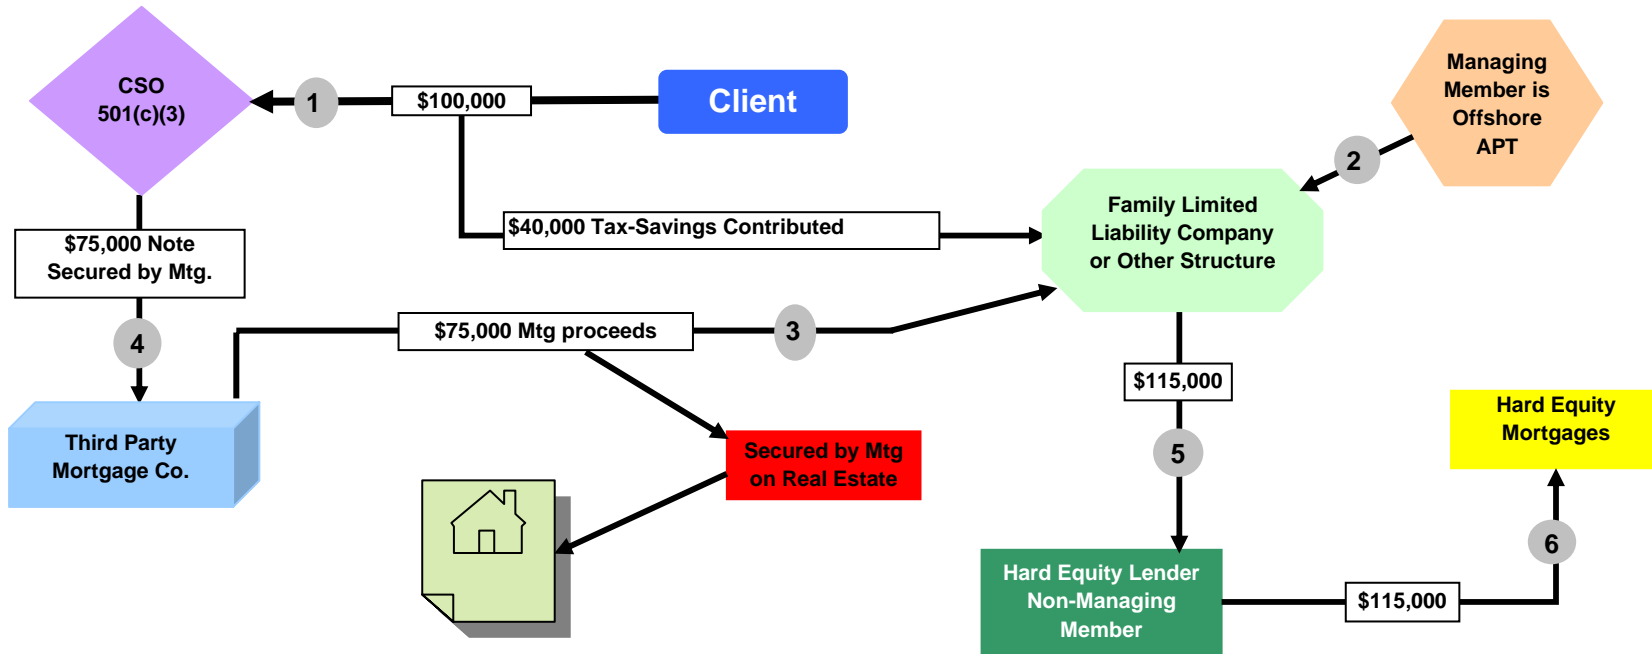 CSO
501(c)(3)
1
$100,000
Client
Managing
Member is
Offshore
APT
2
$40,000 Tax-Savings Contributed
Family Limited
Liability Company
or Other Structure
$75,000 Note
Secured by Mtg.
4
$75,000 Mtg proceeds
3
$115,000
Third Party
Mortgage Co.
Secured by Mtg
on Real Estate
5
Hard Equity
Mortgages
6
Hard Equity Lender
Non-Managing
Member
$115,000